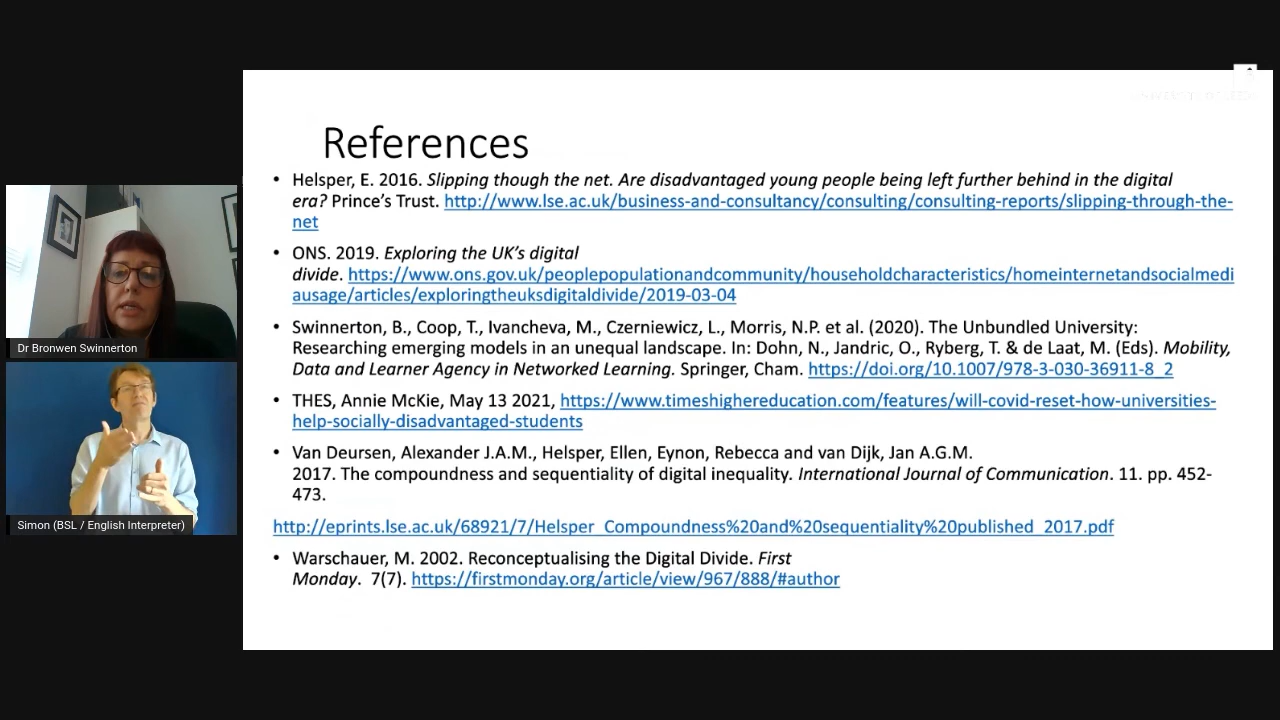 References
• Helsper, E. 2016. Slipping though the net. Are disadvantaged young people being left further behind in the digital
era? Prince's Trust. http://www.lse.ac.uk/business-and-consultancy/consulting/consulting-reports/slipping-through-the-
net
• ONS. 2019. Exploring the UK's digital
divide. https://www.ons.gov.uk/peoplepopulationandcommunity/householdcharacteristics/homeinternetandsocialmedi
ausage/articles/exploringtheuksdigitaldivide/2019-03-04
• Swinnerton, B., Coop, T., Ivancheva, M., Czerniewicz, L., Morris, N.P. et al. (2020). The Unbundled University:
Researching emerging models in an unequal landscape. In: Dohn, N., Jandric, O., Ryberg, T. & de Laat, M. (Eds). Mobility,
Data and Learner Agency in Networked Learning. Springer, Cham. https://doi.org/10.1007/978-3-030-36911-8_2
• THES, Annie McKie, May 13 2021, https://www.timeshighereducation.com/features/will-covid-reset-how-universities-
help-socially-disadvantaged-students
• Van Deursen, Alexander J.A.M., Helsper, Ellen, Eynon, Rebecca and van Dijk, Jan A.G.M.
2017. The compoundness and sequentiality of digital inequality. International Journal of Communication. 11. pp. 452-
473.
http://eprints.lse.ac.uk/68921/7/Helsper_Compoundness%20and%20sequentiality%20published_2017.pdf
• Warschauer, M. 2002. Reconceptualising the Digital Divide. First
Monday. 7(7). https://firstmonday.org/article/view/967/888/#author
Dr Bronwen Swinnerton
Simon (BSL / English Interpreter)